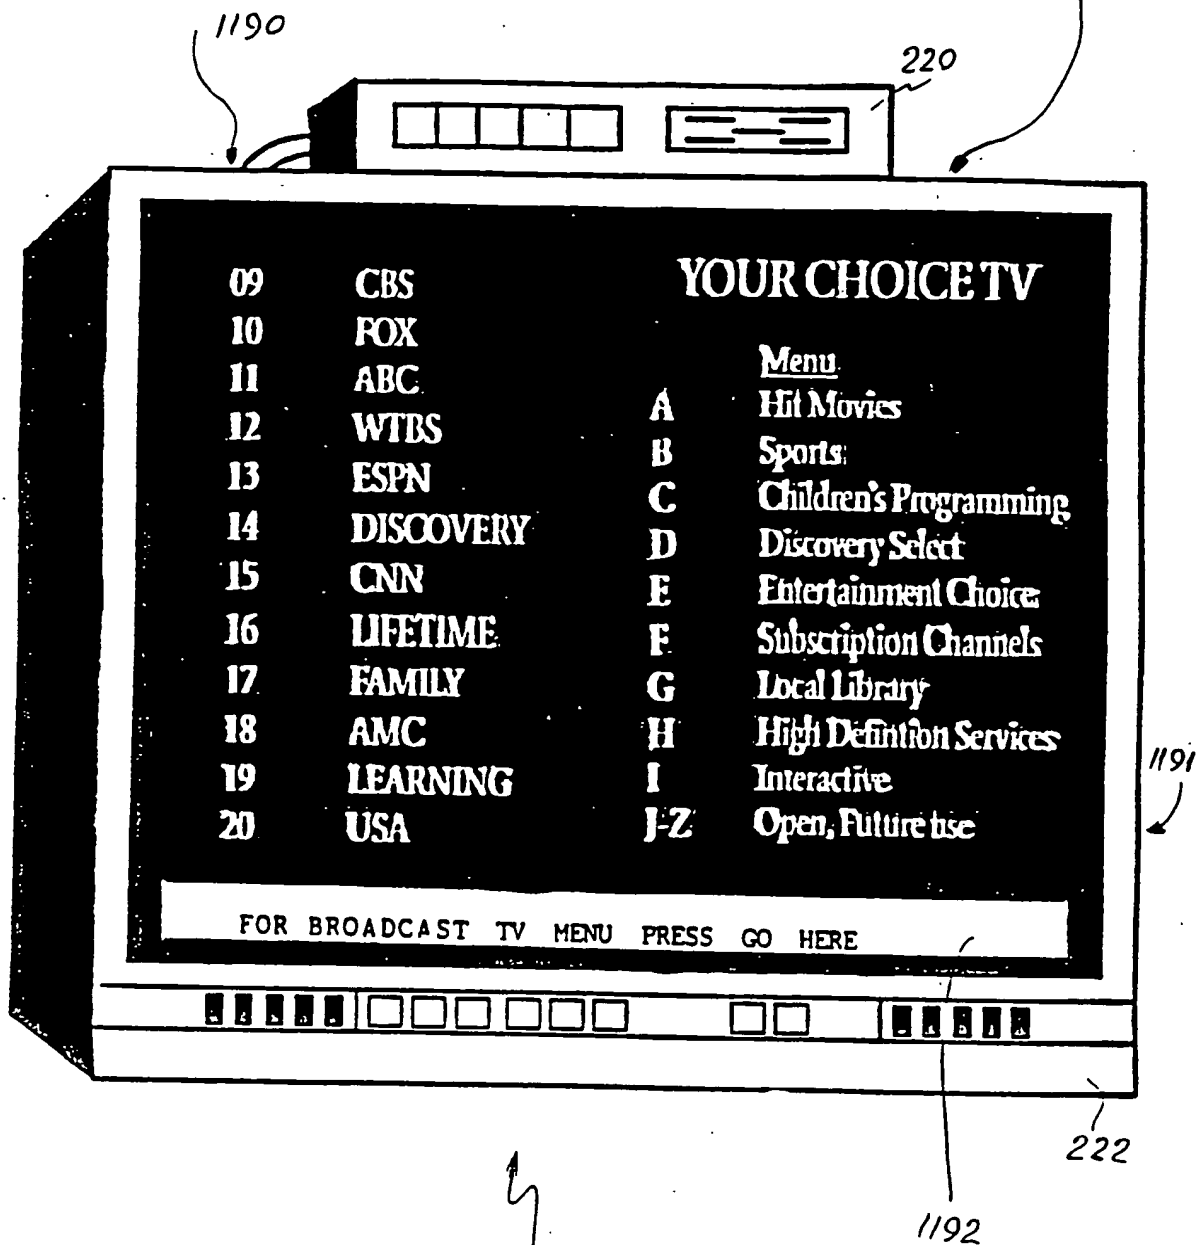 1190
220
09 CBS
10 FOX
11 ABC
12 WTBS
13 ESPN
14 DISCOVERY
15 CNN
16 LIFETIME
17 FAMILY
18 AMC
19 LEARNING
20 USA
YOUR CHOICE TV
Menu
A Hit Movies
B Sports
C Children's Programming
D Discovery Select
E Entertainment Choice
F Subscription Channels
G Local Library
H High Defintion Services
I Interactive
J-Z Open, Future use
1191
FOR BROADCAST TV MENU PRESS GO HERE
222
1192